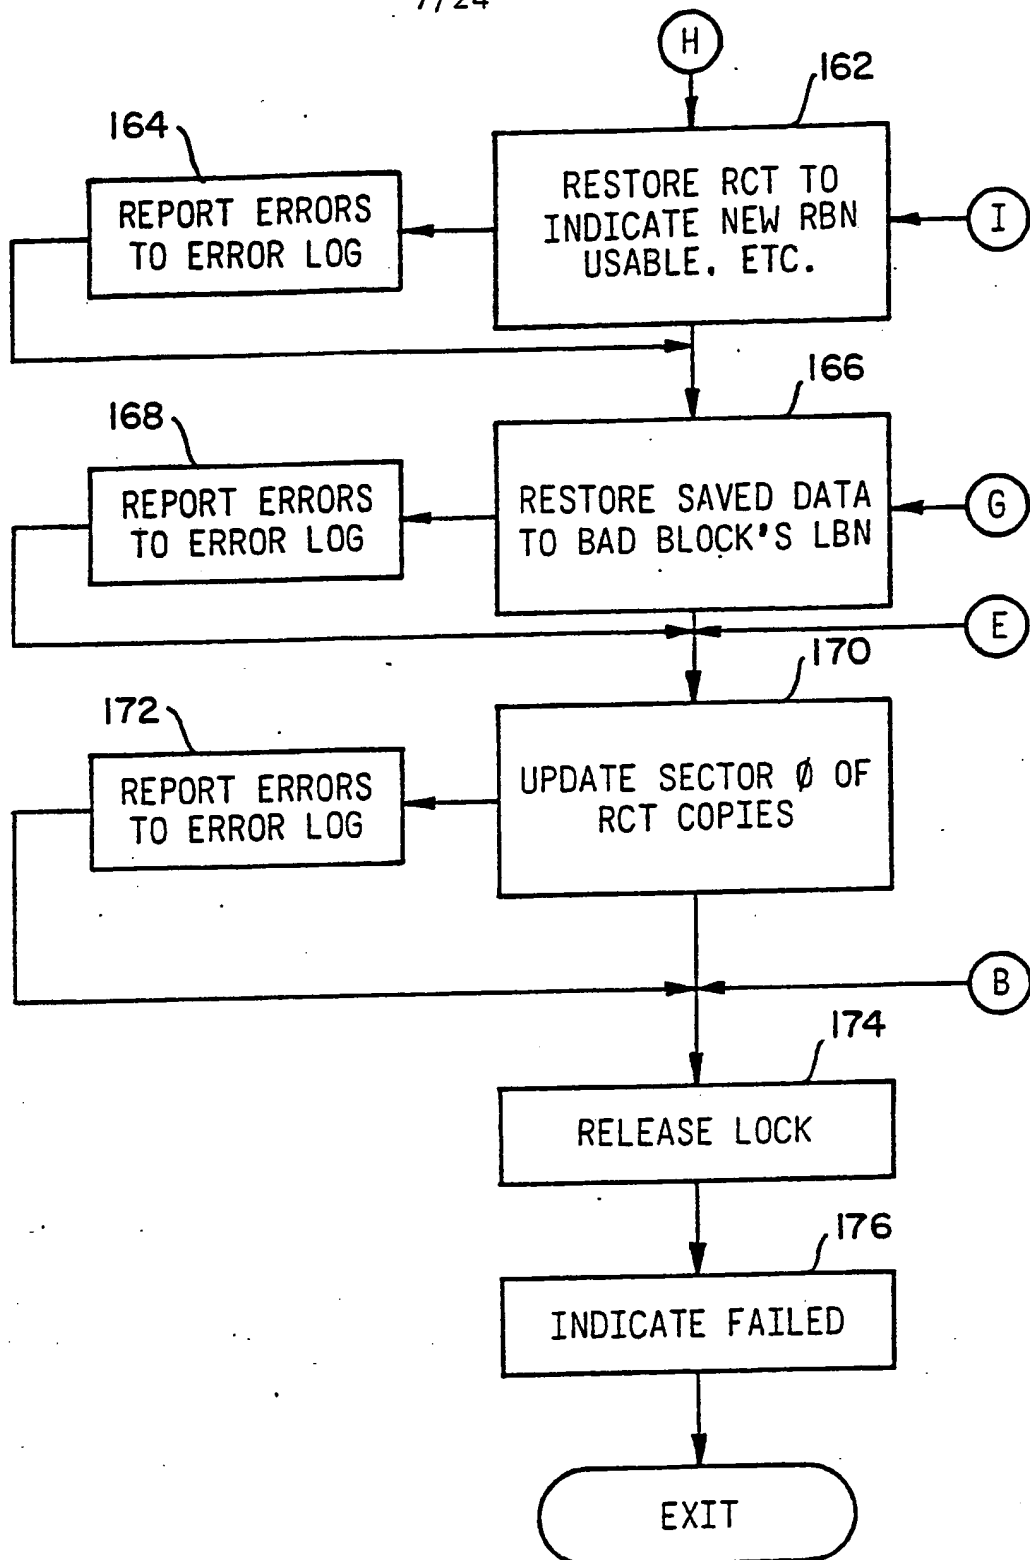 7/24
H
162
164
RESTORE RCT TO
INDICATE NEW RBN
USABLE, ETC.
I
REPORT ERRORS
TO ERROR LOG
166
168
RESTORE SAVED DATA
TO BAD BLOCK'S LBN
G
REPORT ERRORS
TO ERROR LOG
E
170
172
UPDATE SECTOR Ø OF
RCT COPIES
REPORT ERRORS
TO ERROR LOG
B
174
RELEASE LOCK
176
INDICATE FAILED
EXIT